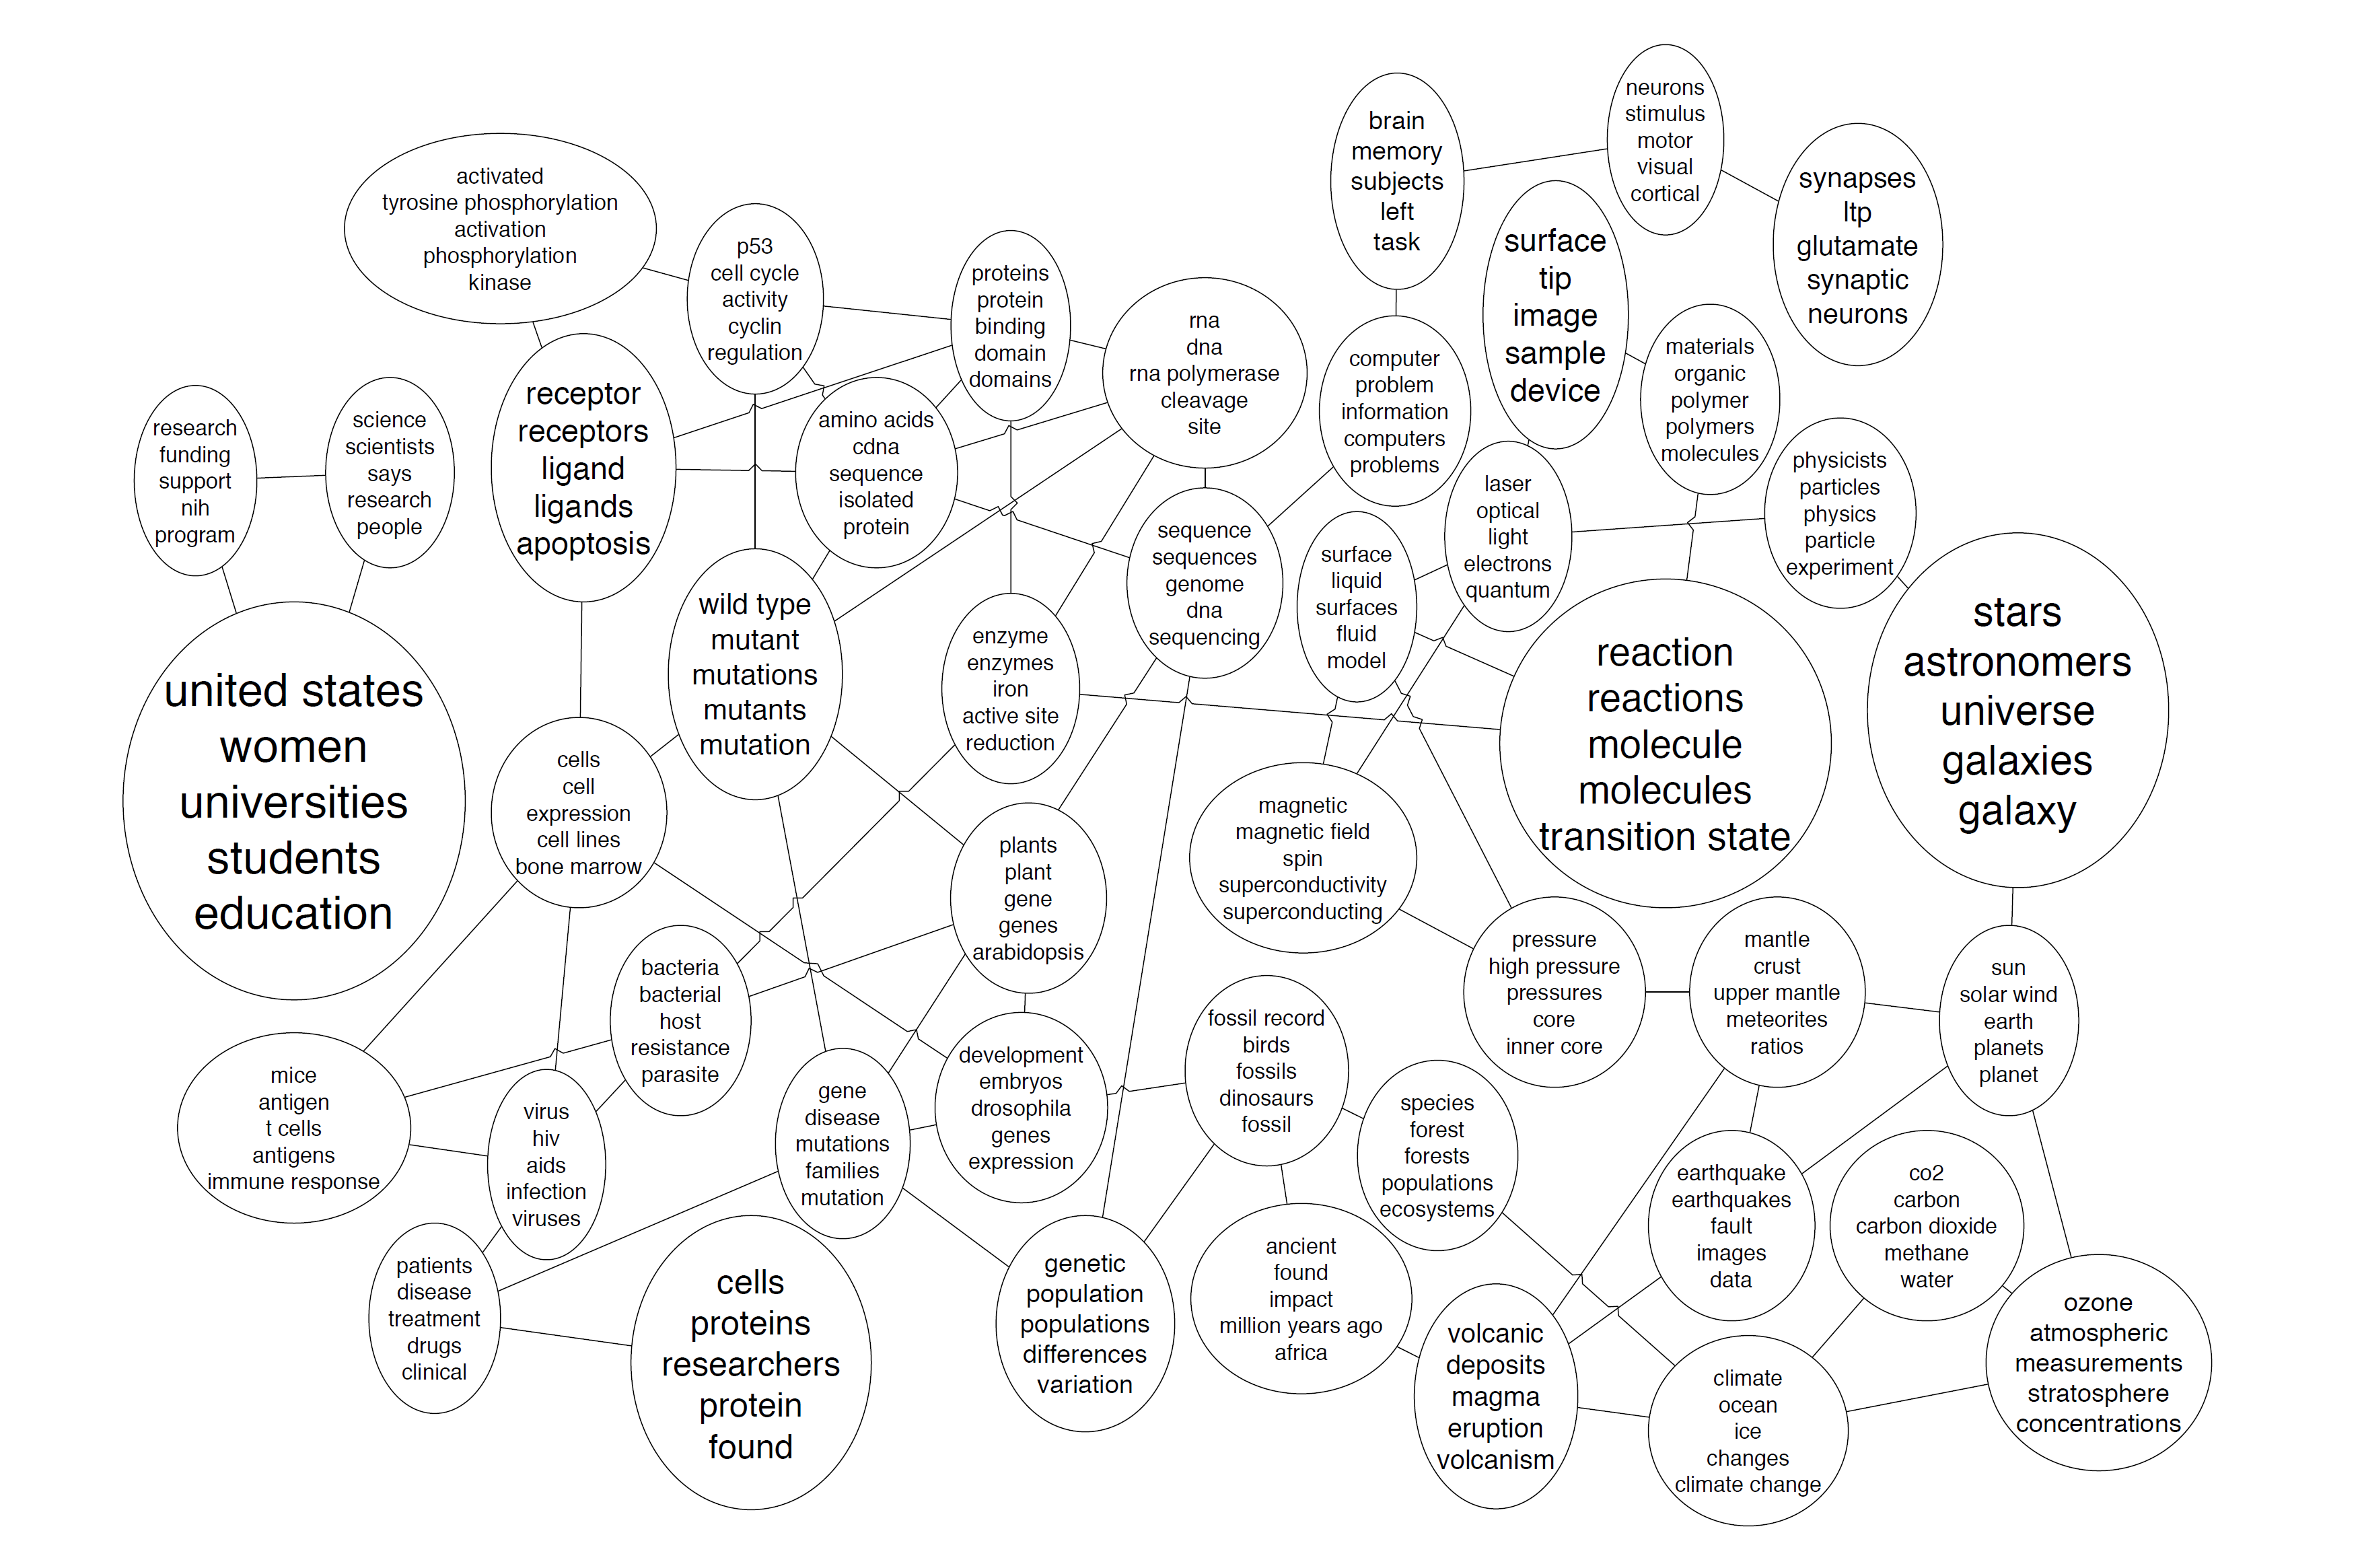 neurons
stimulus
motor
visual
cortical
brain
memory
subjects
left
task
synapses
ltp
glutamate
synaptic
neurons
activated
tyrosine phosphorylation
activation
phosphorylation
kinase
p53
cell cycle
activity
cyclin
regulation
proteins
protein
binding
domain
domains
rna
dna
rna polymerase
cleavage
site
surface
tip
image
sample
device
computer
problem
information
computers
problems
materials
organic
polymer
polymers
molecules
research
funding
support
nih
program
science
scientists
says
research
people
receptor
receptors
ligand
ligands
apoptosis
amino acids
cdna
sequence
isolated
protein
laser
optical
light
electrons
quantum
physicists
particles
physics
particle
experiment
sequence
sequences
genome
dna
sequencing
surface
liquid
surfaces
fluid
model
united states
women
universities
students
education
wild type
mutant
mutations
mutants
mutation
enzyme
enzymes
iron
active site
reduction
reaction
reactions
molecule
molecules
transition state
stars
astronomers
universe
galaxies
galaxy
cells
cell
expression
cell lines
bone marrow
magnetic
magnetic field
spin
superconductivity
superconducting
plants
plant
gene
genes
arabidopsis
bacteria
bacterial
host
resistance
parasite
pressure
high pressure
pressures
core
inner core
mantle
crust
upper mantle
meteorites
ratios
sun
solar wind
earth
planets
planet
fossil record
birds
fossils
dinosaurs
fossil
mice
antigen
t cells
antigens
immune response
virus
hiv
aids
infection
viruses
gene
disease
mutations
families
mutation
development
embryos
drosophila
genes
expression
species
forest
forests
populations
ecosystems
earthquake
earthquakes
fault
images
data
co2
carbon
carbon dioxide
methane
water
patients
disease
treatment
drugs
clinical
cells
proteins
researchers
protein
found
genetic
population
populations
differences
variation
ancient
found
impact
million years ago
africa
volcanic
deposits
magma
eruption
volcanism
climate
ocean
ice
changes
climate change
ozone
atmospheric
measurements
stratosphere
concentrations